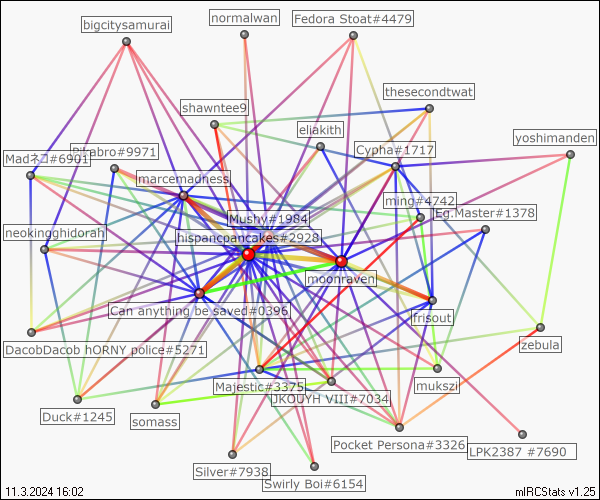 normalwan
Fedora Stoat#4479
bigcitysamurai
thesecondtwat
shawntee9
eliakith
yoshimanden
Cypha#1717
Madネコ#6901
marcemadness
ming#4742
Mushy#1984
Eg.Master#1378
neokingghidorah
hispanicpancakes#2928
moonraven
Can anything be saved#0396
frisout
DacobDacob hORNY police#5271
zebula
Majestic#3375
mukszi
JKOUYH VIII#7034
Duck#1245
somass
Pocket Persona#3326
LPK2387 #7690
Silver#7938
Swirly Boi#6154
11.3.2024 16:02
mIRCStats v1.25